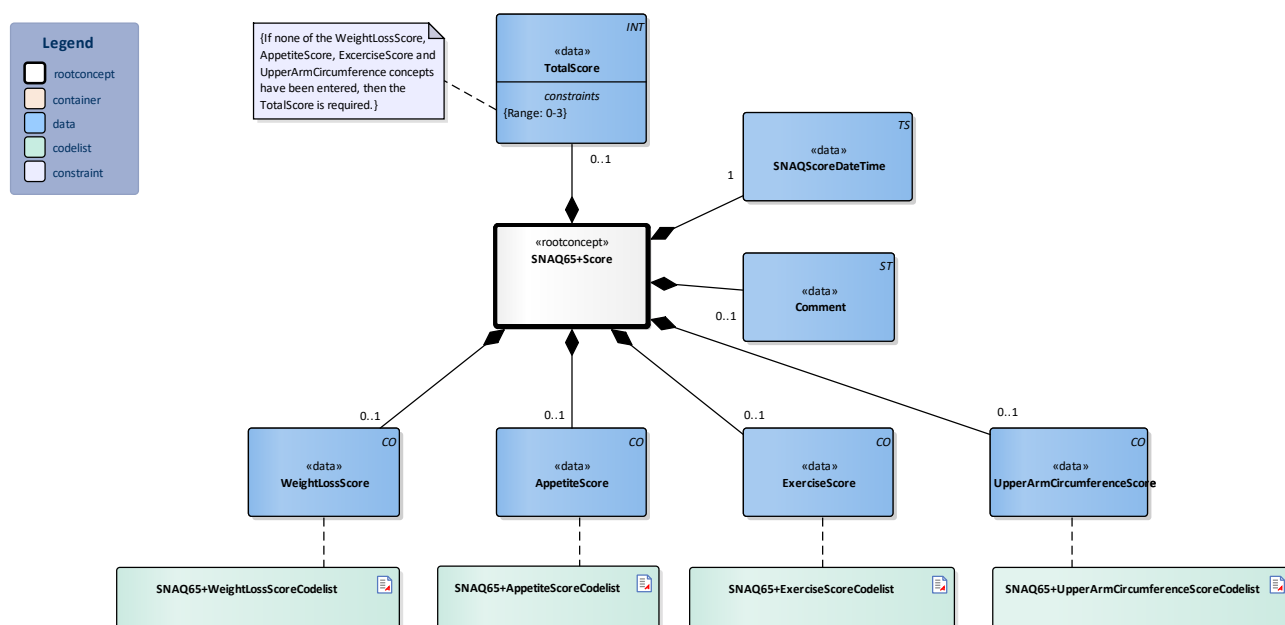 Legend
rootconcept
container
data
codelist
constraint
{If none of the WeightLossScore,
AppetiteScore, ExcerciseScore and
UpperArmCircumference concepts
have been entered, then the
TotalScore is required.}
INT
«data»
TotalScore
constraints
{Range: 0-3}
0..1
TS
«data»
SNAQScoreDateTime
1
«rootconcept»
SNAQ65+Score
ST
«data»
Comment
0..1
0..1
0..1
0..1
0..1
CO
«data»
WeightLossScore
CO
«data»
AppetiteScore
CO
«data»
ExerciseScore
CO
«data»
UpperArmCircumferenceScore
SNAQ65+WeightLossScoreCodelist
SNAQ65+AppetiteScoreCodelist
SNAQ65+ExerciseScoreCodelist
SNAQ65+UpperArmCircumferenceScoreCodelist